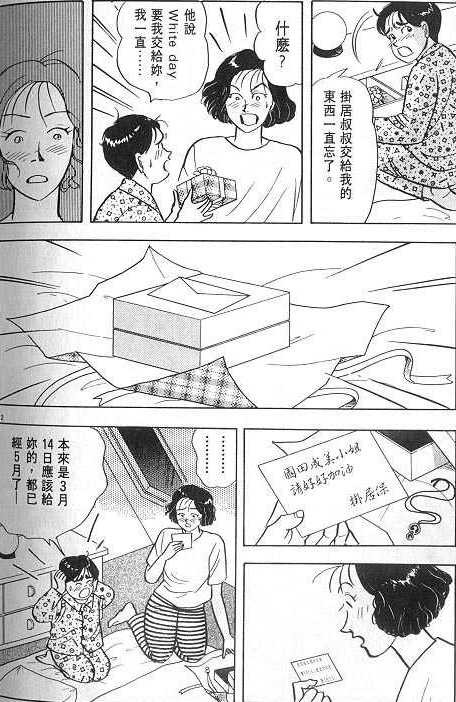 掛居叔叔交給我的
東西一直忘了。
什麼?
他說
White day
要我交給妳，
我一直……
園田成美小姐
請好好加油
掛居保
…………
…………
本來是3月
14日應該給
妳的，都已
經5月了—
2